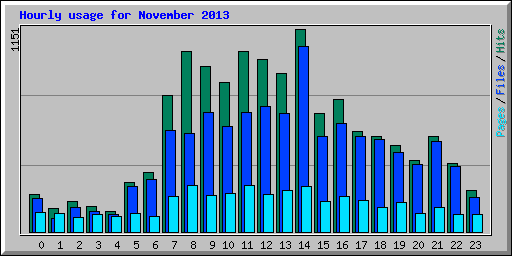 Hourly usage for November 2013
1151
Pages/Files/Hits
0 1 2 3 4 5 6 7 8 9 10 11 12 13 14 15 16 17 18 19 20 21 22 23